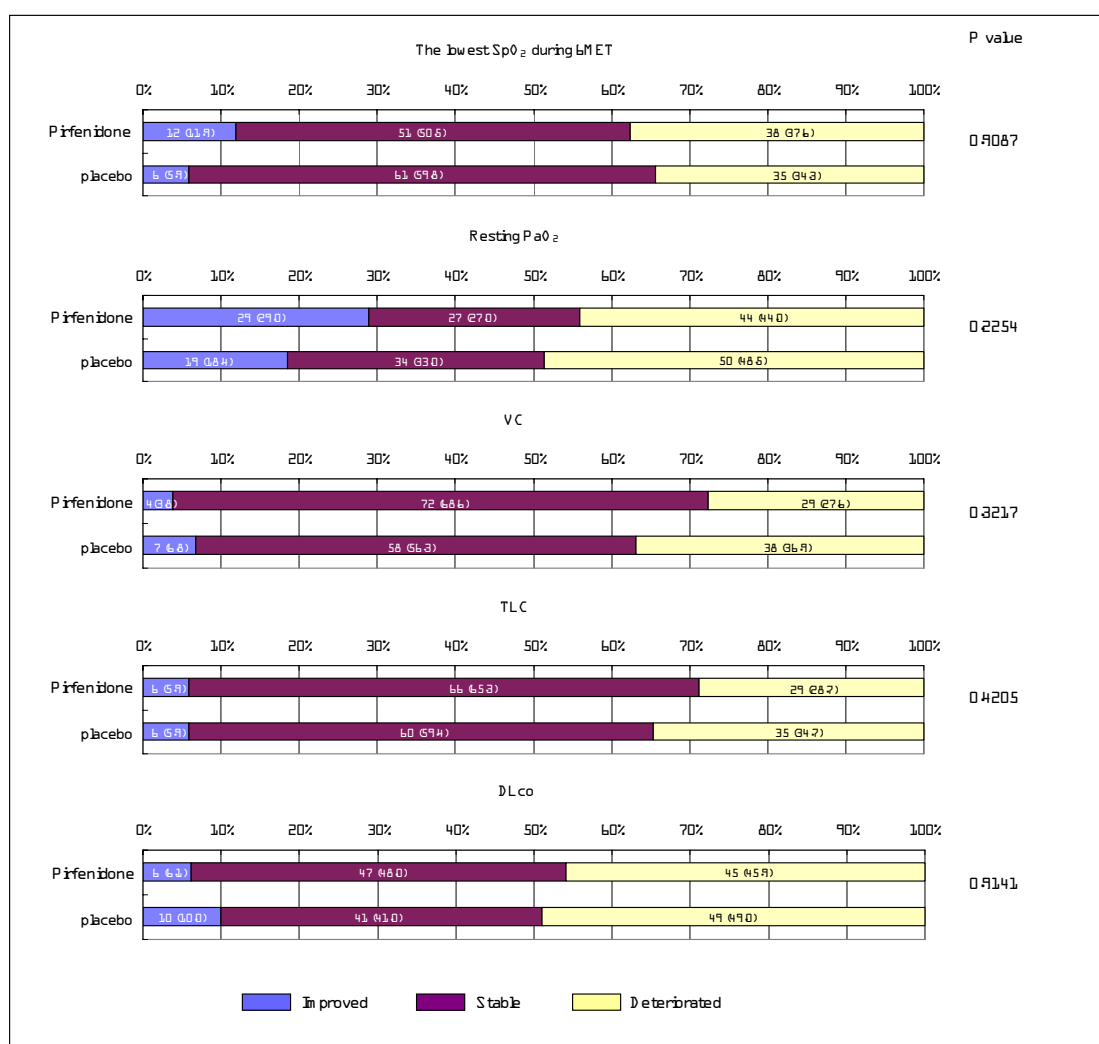 P value
The lowest SpO₂ during 6MET
0% 10% 20% 30% 40% 50% 60% 70% 80% 90% 100%
Pirfenidone 12 (11.9) 51 (50.5) 38 (37.6)
0.9087
placebo 6 (5.9) 61 (59.8) 35 (34.3)
Resting PaO₂
0% 10% 20% 30% 40% 50% 60% 70% 80% 90% 100%
Pirfenidone 29 (29.0) 27 (27.0) 44 (44.0)
0.2254
placebo 19 (18.4) 34 (33.0) 50 (48.5)
VC
0% 10% 20% 30% 40% 50% 60% 70% 80% 90% 100%
Pirfenidone 4 (3.8) 72 (68.6) 29 (27.6)
0.3217
placebo 7 (6.8) 58 (56.3) 38 (36.9)
TLC
0% 10% 20% 30% 40% 50% 60% 70% 80% 90% 100%
Pirfenidone 6 (5.9) 66 (65.3) 29 (28.7)
0.4205
placebo 6 (5.9) 60 (59.4) 35 (34.7)
DLco
0% 10% 20% 30% 40% 50% 60% 70% 80% 90% 100%
Pirfenidone 6 (6.1) 47 (48.0) 45 (45.9)
0.9141
placebo 10 (10.0) 41 (41.0) 49 (49.0)
Improved Stable Deteriorated